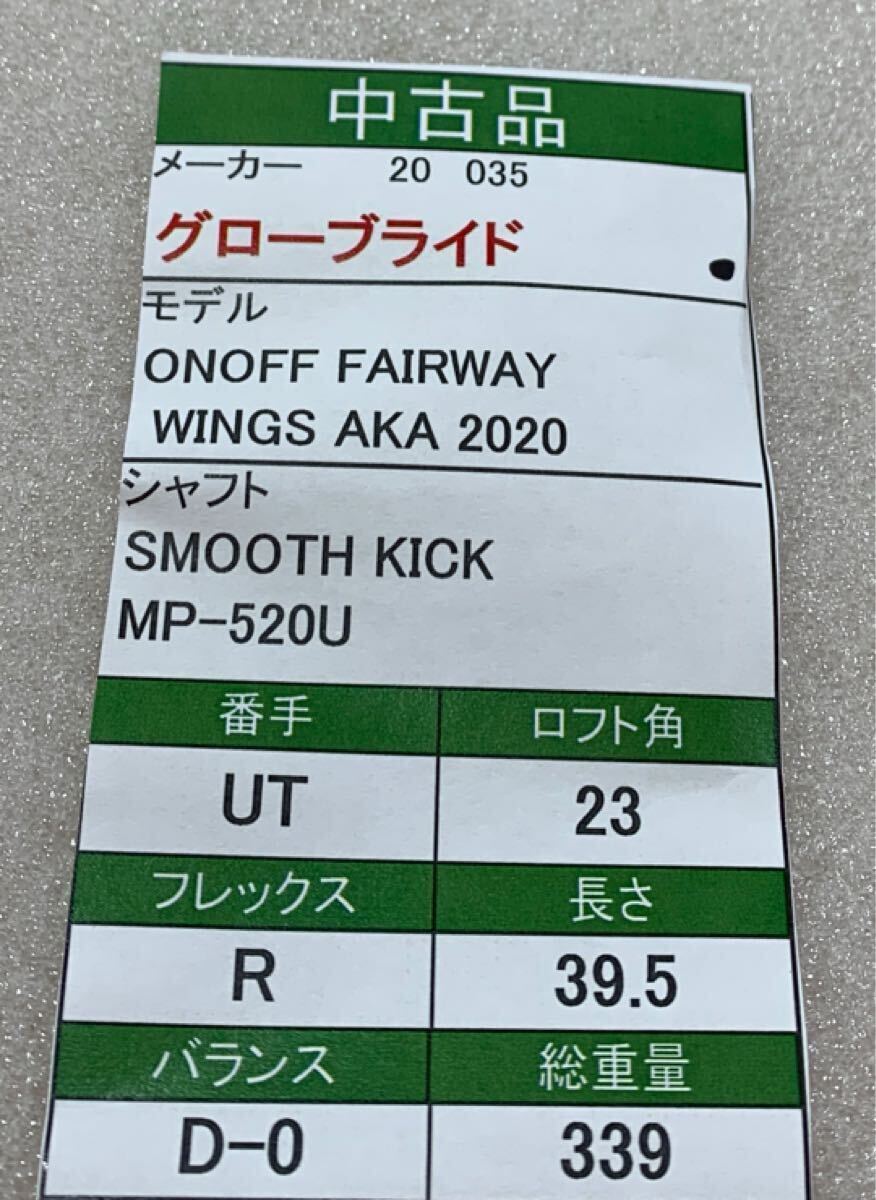 中古品
メーカー 20 035
グローブライド
モデル
ONOFF FAIRWAY
WINGS AKA 2020
シャフト
SMOOTH KICK
MP-520U
番手 ロフト角
UT 23
フレックス 長さ
R 39.5
バランス 総重量
D-0 339